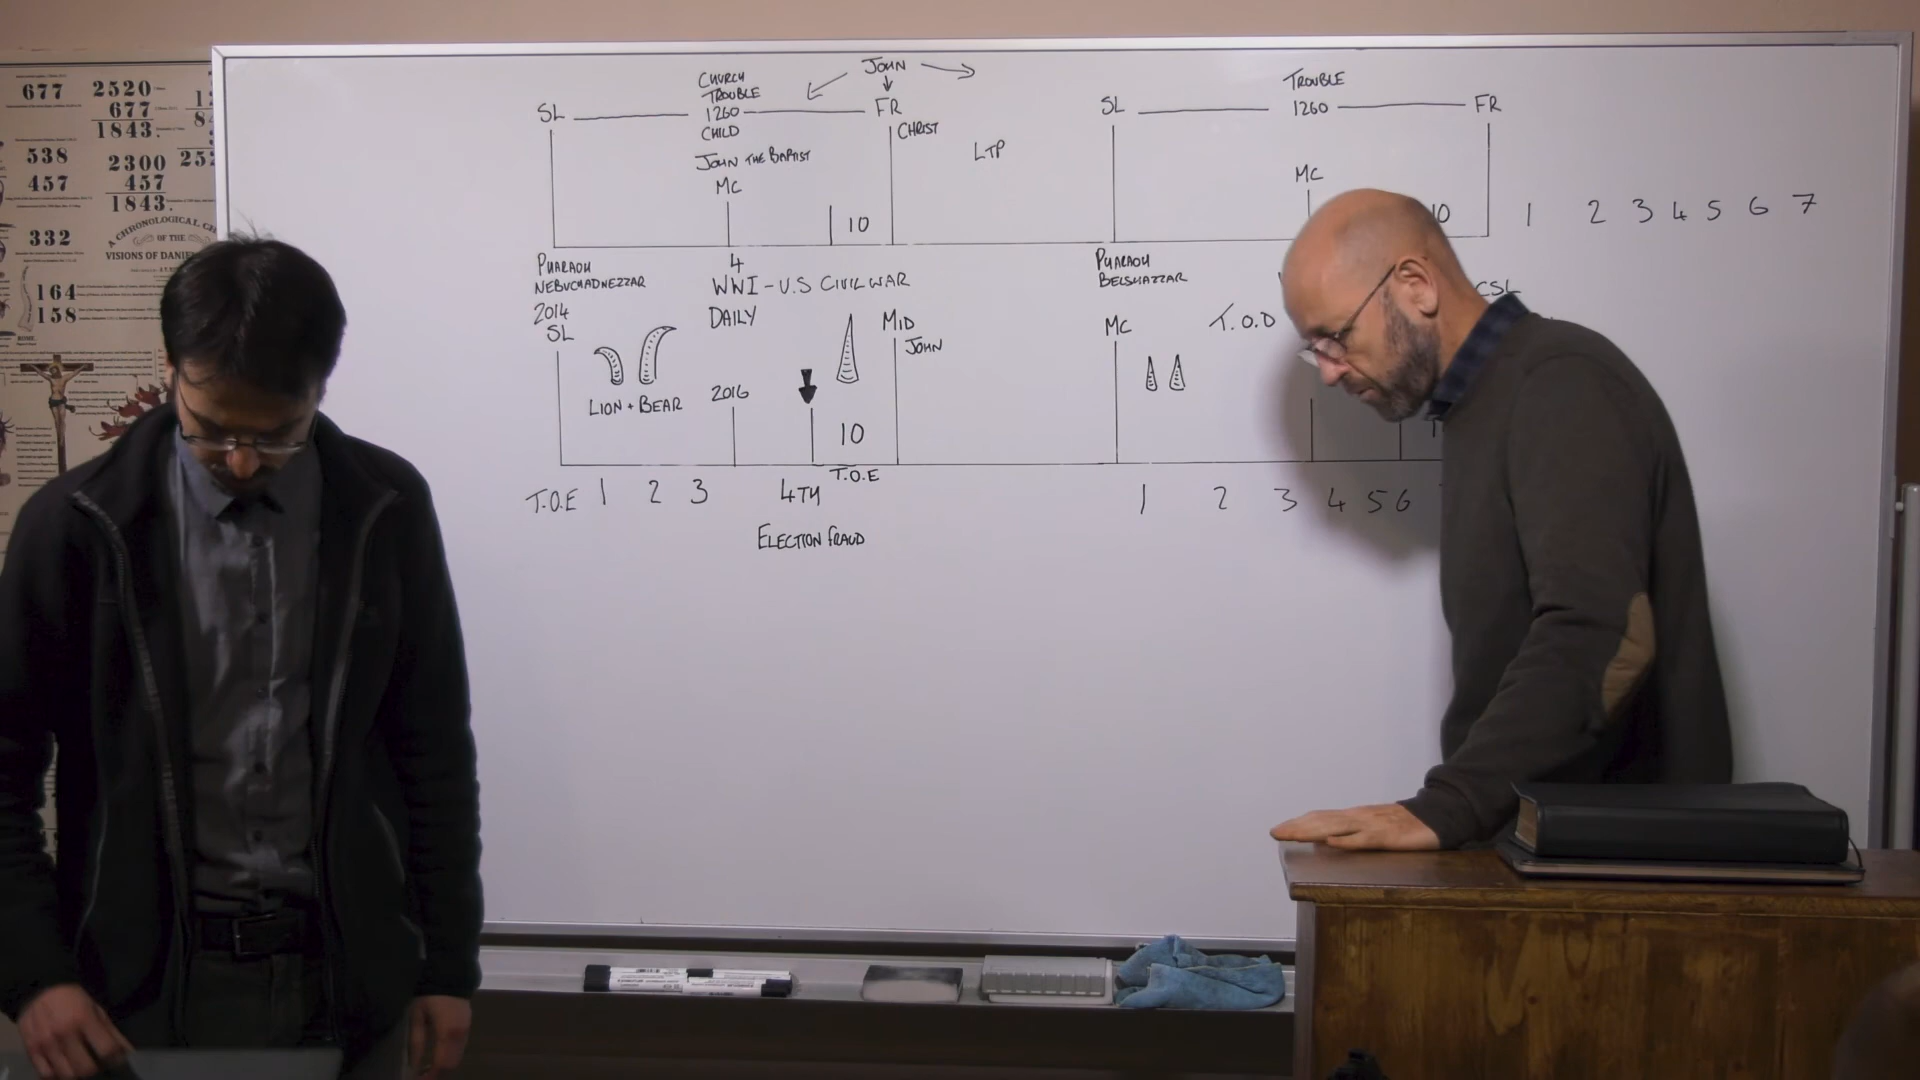 677
2520
677
1843.
538
457
2300
457
1843.
332
A CHRONOLOGICAL
OF THE
VISIONS OF DANIEL
164
158
JOHN
CHURCH
TROUBLE
SL
1260
FR
CHILD
CHRIST
JOHN THE BAPTIST
LTP
MC
10
TROUBLE
SL
1260
FR
MC
10
1 2 3 4 5 6 7
PHARAOH
NEBUCHADNEZZAR
4
WWI - U.S CIVIL WAR
PHARAOH
BELSHAZZAR
CSL
2014
SL
DAILY
MID
JOHN
MC
T.O.D
LION + BEAR
2016
10
T.O.E
T.O.E 1 2 3 4TH
1 2 3 4 5 6
ELECTION FRAUD